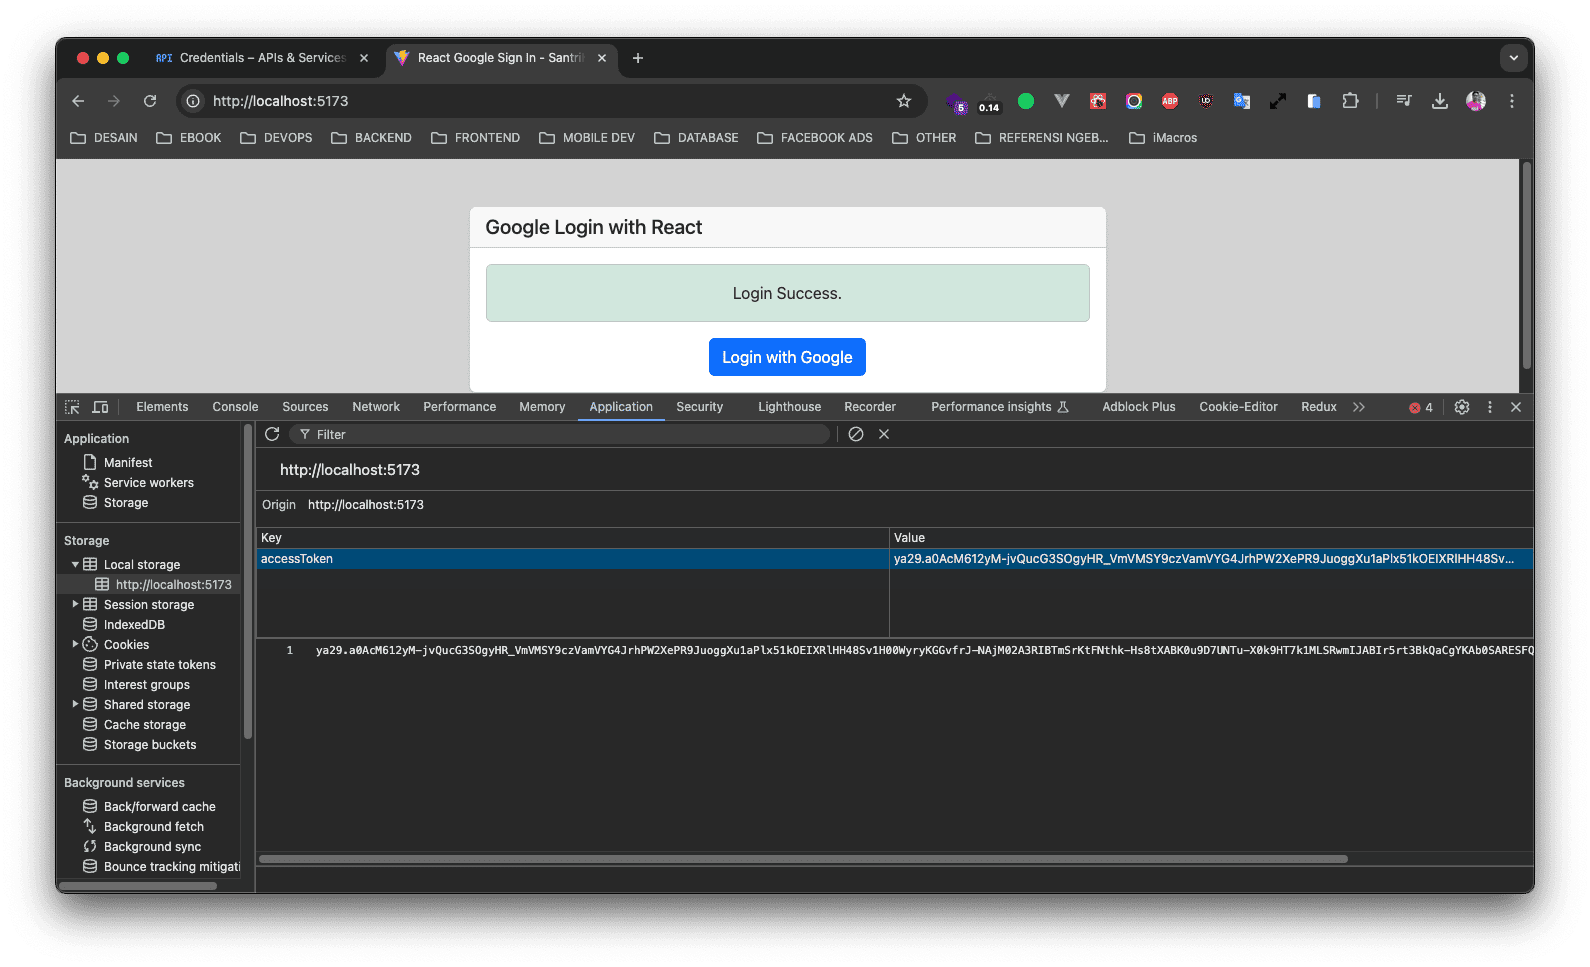 API Credentials – APIs & Services
React Google Sign In - Santri
http://localhost:5173
5
0.14
ABP
DESAIN
EBOOK
DEVOPS
BACKEND
FRONTEND
MOBILE DEV
DATABASE
FACEBOOK ADS
OTHER
REFERENSI NGEB...
iMacros
Google Login with React
Login Success.
Login with Google
Elements
Console
Sources
Network
Performance
Memory
Application
Security
Lighthouse
Recorder
Performance insights
Adblock Plus
Cookie-Editor
Redux
4
Application
Manifest
Service workers
Storage
Storage
Local storage
http://localhost:5173
Session storage
IndexedDB
Cookies
Private state tokens
Interest groups
Shared storage
Cache storage
Storage buckets
Background services
Back/forward cache
Background fetch
Background sync
Bounce tracking mitigati
Filter
http://localhost:5173
Origin http://localhost:5173
Key Value
accessToken ya29.a0AcM612yM-jvQucG3SOgyHR_VmVMSY9czVamVYG4JrhPW2XePR9JuoggXu1aPlx51kOEIXRlHH48Sv...
1 ya29.a0AcM612yM-jvQucG3SOgyHR_VmVMSY9czVamVYG4JrhPW2XePR9JuoggXu1aPlx51kOEIXRlHH48Sv1H00WyryKGGvfrJ-NAjM02A3RIBTmSrKtFNthk-Hs8tXABK0u9D7UNTu-X0k9HT7k1MLSRwmIJABIr5rt3BkQaCgYKAb0SARESFQ